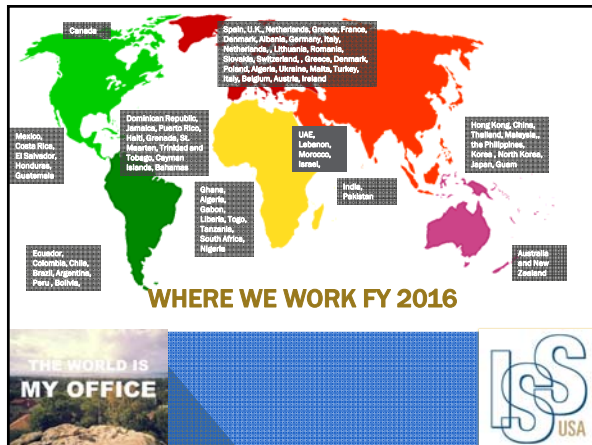 Canada
Spain, U.K., Netherlands, Greece, France,
Denmark, Albania, Germany, Italy,
Netherlands, , Lithuania, Romania,
Slovakia, Switzerland, , Greece, Denmark,
Poland, Algeria, Ukraine, Malta, Turkey,
Italy, Belgium, Austria, Ireland
Mexico,
Costa Rica,
El Salvador,
Honduras,
Guatemala
Dominican Republic,
Jamaica, Puerto Rico,
Haiti, Grenada, St.
Maarten, Trinidad and
Tobago, Cayman
Islands, Bahamas
UAE,
Lebanon,
Morocco,
Israel,
Hong Kong, China,
Thailand, Malaysia,,
the Philippines,
Korea , North Korea,
Japan, Guam
Ghana,
Algeria,
Gabon,
Liberia, Togo,
Tanzania,
South Africa,
Nigeria
India,
Pakistan
Ecuador,
Colombia, Chile,
Brazil, Argentina,
Peru , Bolivia,
Australia
and New
Zealand
WHERE WE WORK FY 2016
THE WORLD IS
MY OFFICE
ISS
USA